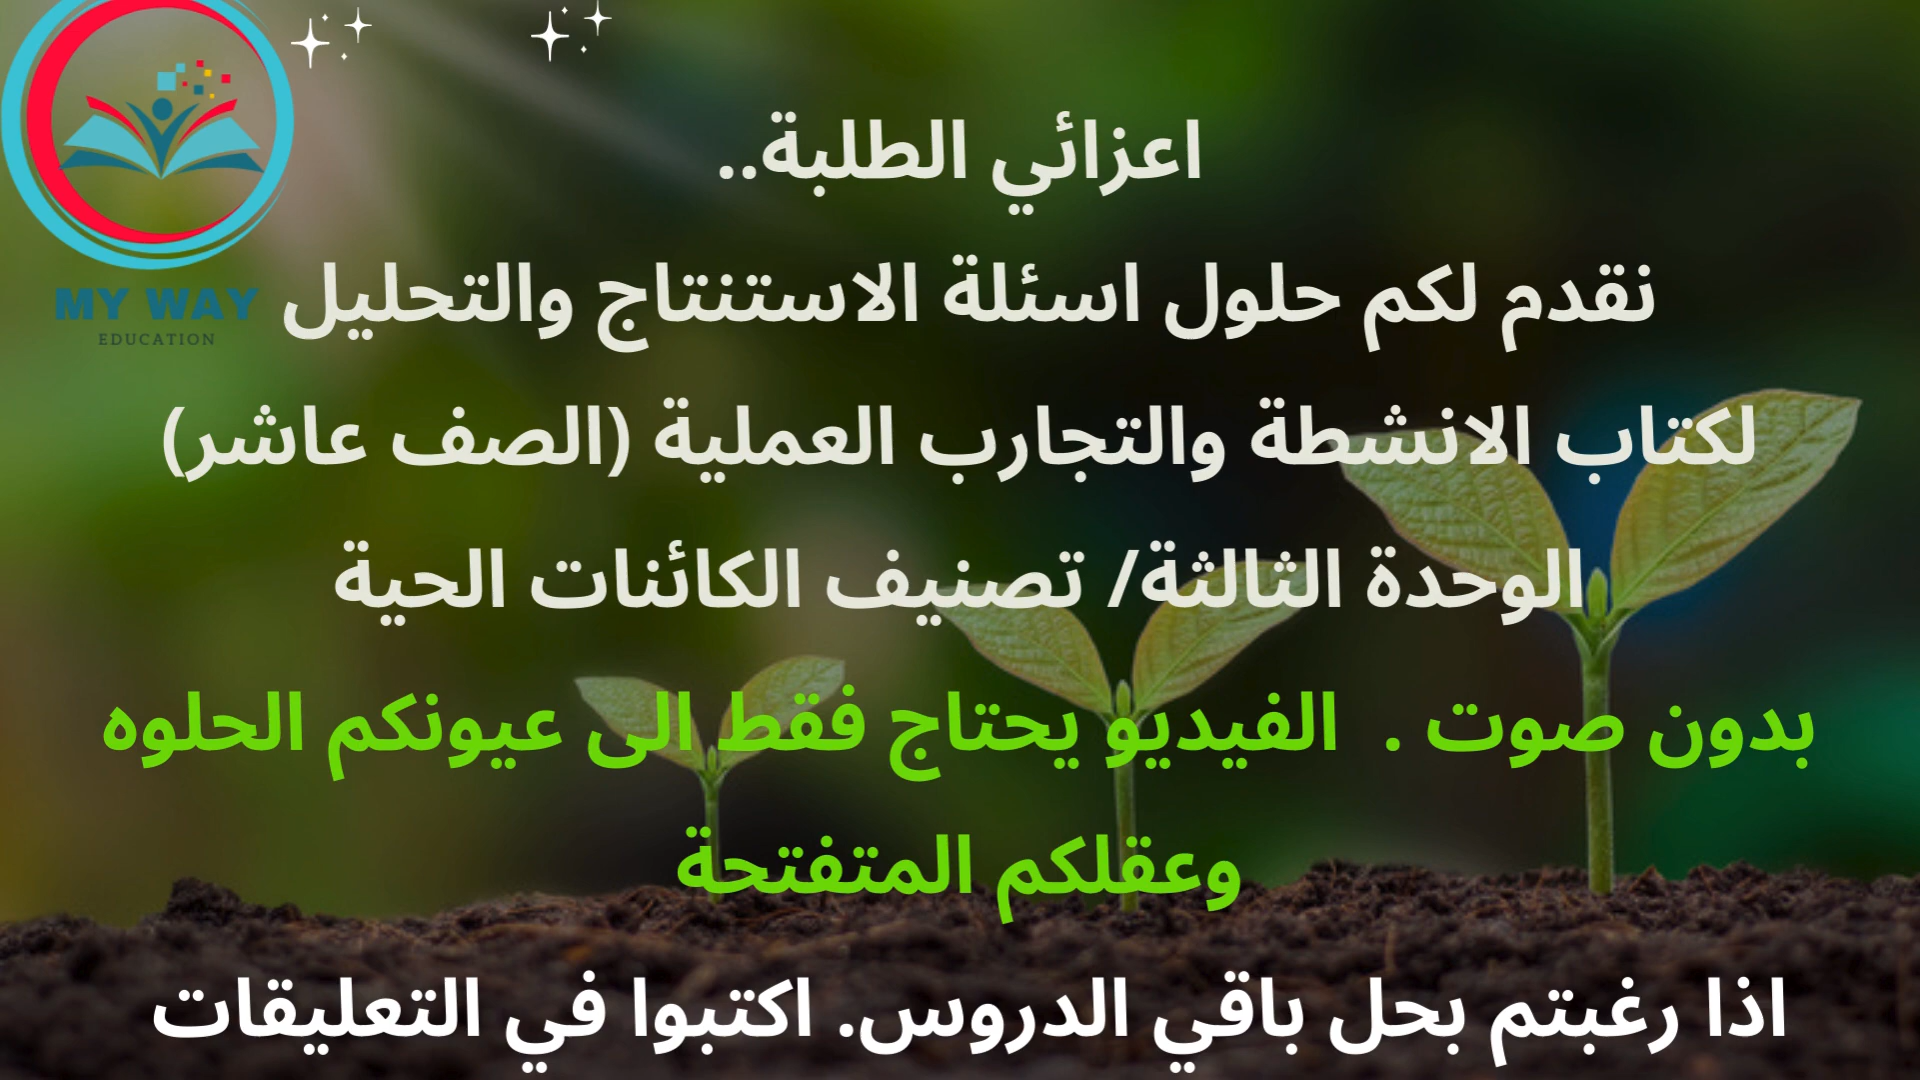 MY WAY
EDUCATION
اعزائي الطلبة..
نقدم لكم حلول اسئلة الاستنتاج والتحليل
لكتاب الانشطة والتجارب العملية (الصف عاشر)
الوحدة الثالثة/ تصنيف الكائنات الحية
بدون صوت . الفيديو يحتاج فقط الى عيونكم الحلوه
وعقلكم المتفتحة
اذا رغبتم بحل باقي الدروس. اكتبوا في التعليقات